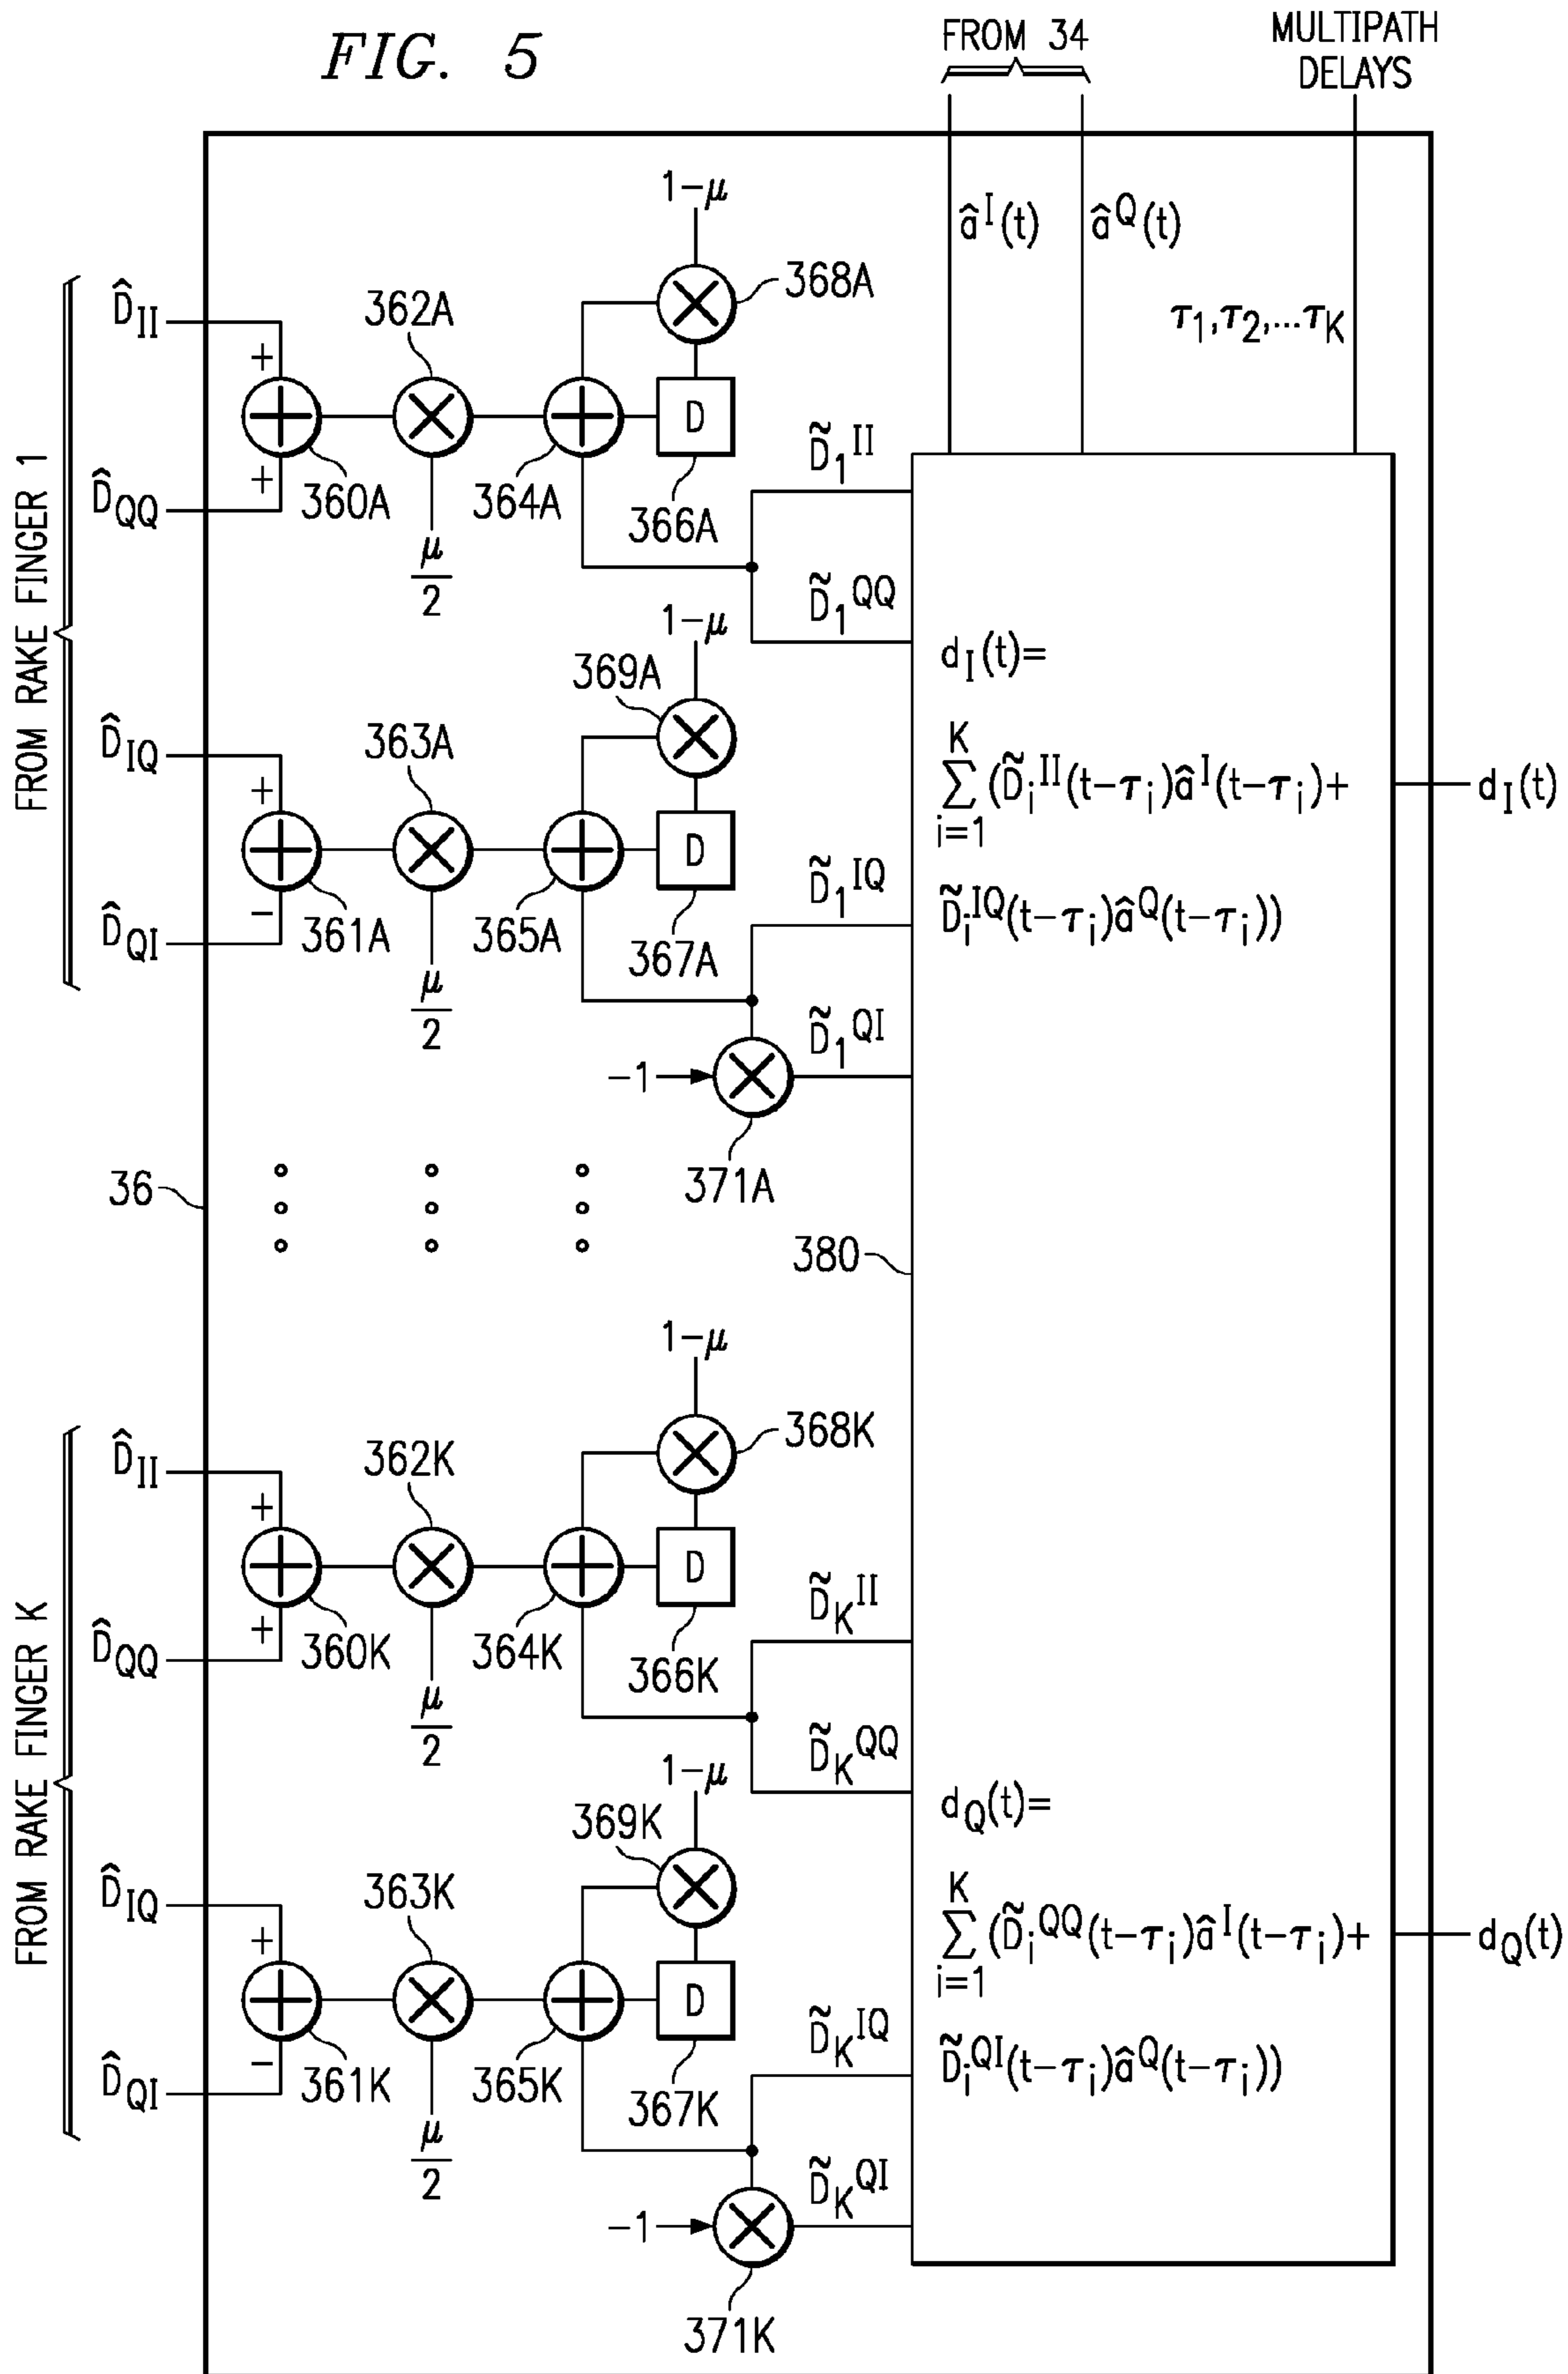 FIG. 5
FROM 34
MULTIPATH
DELAYS
1-μ
â^I(t)
â^Q(t)
τ1,τ2,...τK
368A
D̂II
362A
+
D
D̃1^II
+
D̂QQ
360A
364A
366A
μ/2
D̃1^QQ
FROM RAKE FINGER 1
1-μ
dI(t)=
369A
D̂IQ
363A
K
+
∑(D̃i^II(t-τi)â^I(t-τi)+
dI(t)
i=1
D
D̃1^IQ
-
D̂QI
361A
365A
367A
D̃i^IQ(t-τi)â^Q(t-τi))
μ/2
D̃1^QI
-1
371A
36
380
1-μ
368K
D̂II
362K
+
D
D̃K^II
+
D̂QQ
360K
364K
366K
μ/2
D̃K^QQ
FROM RAKE FINGER K
1-μ
dQ(t)=
369K
D̂IQ
363K
K
+
∑(D̃i^QQ(t-τi)â^I(t-τi)+
dQ(t)
i=1
D
D̃K^IQ
-
D̂QI
361K
365K
367K
D̃i^QI(t-τi)â^Q(t-τi))
μ/2
D̃K^QI
-1
371K